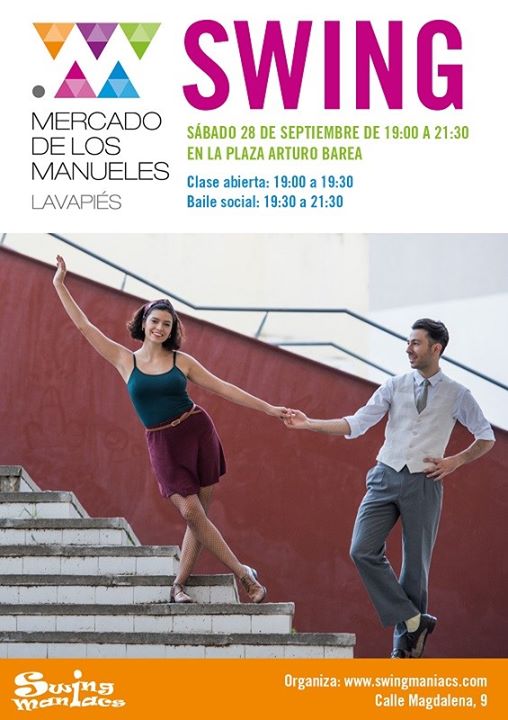 SWING
SÁBADO 28 DE SEPTIEMBRE DE 19:00 A 21:30
EN LA PLAZA ARTURO BAREA
Clase abierta: 19:00 a 19:30
Baile social: 19:30 a 21:30
MERCADO
DE LOS
MANUELES
LAVAPIÉS
Swing
maniacs
Organiza: www.swingmaniacs.com
Calle Magdalena, 9